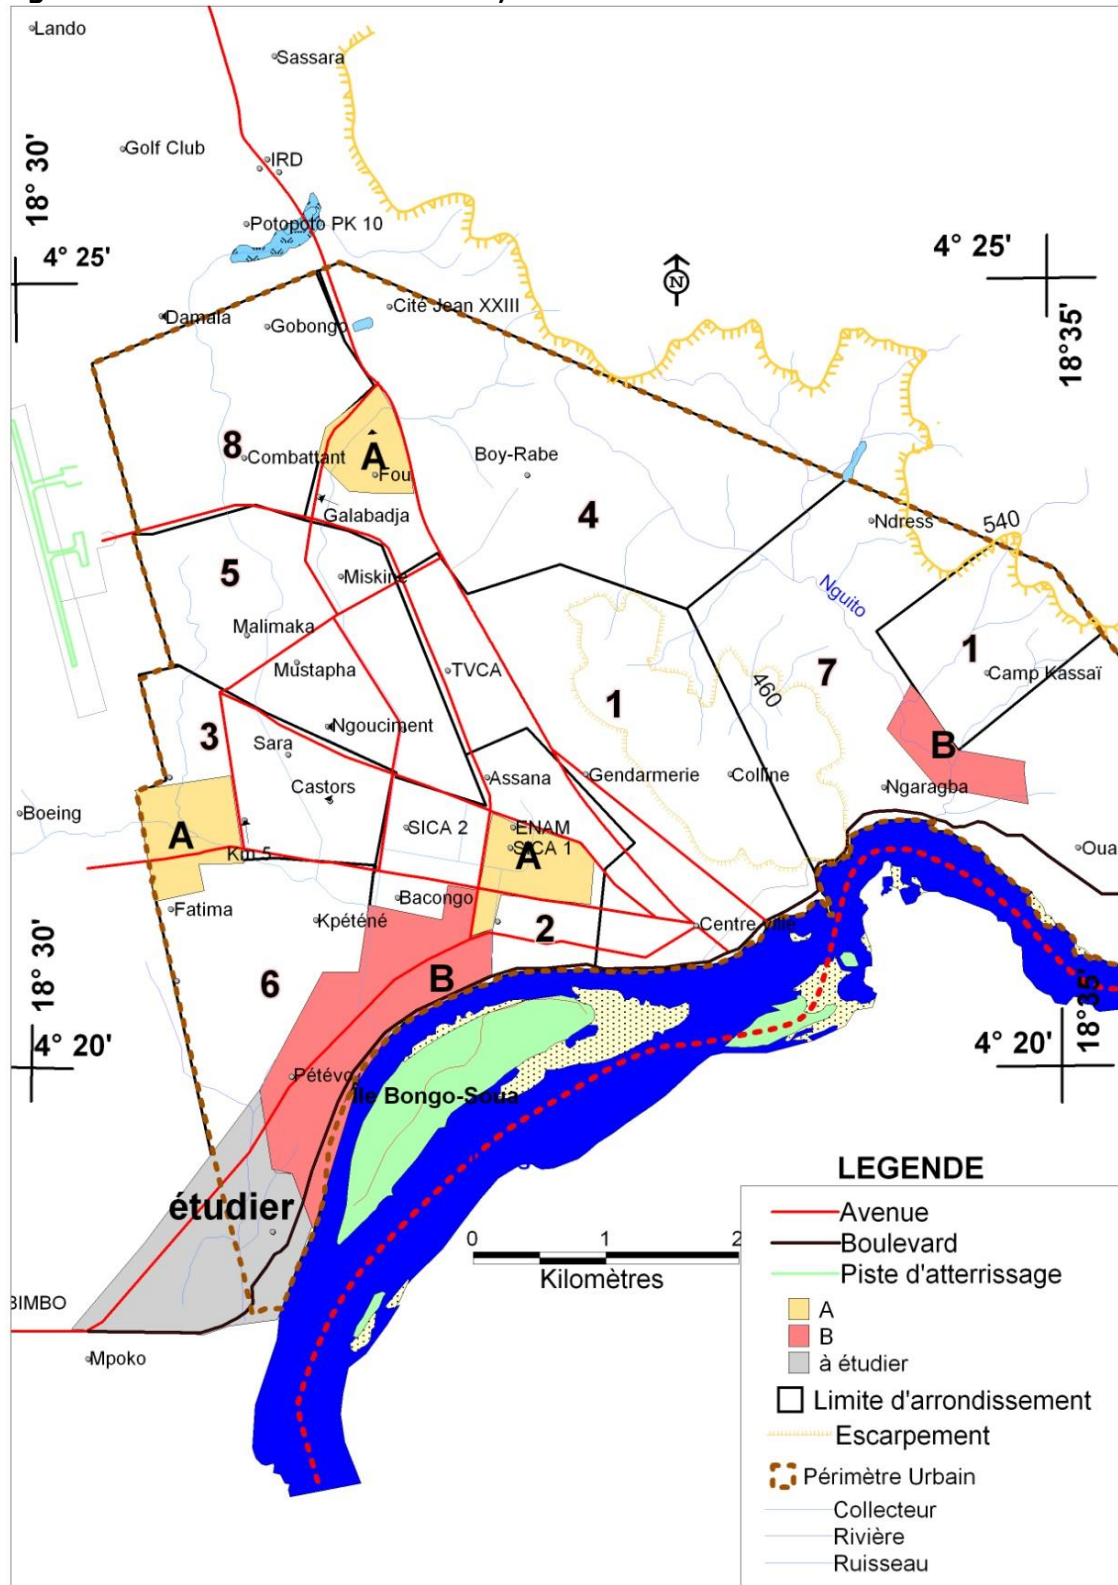 Lando
Sassara
Golf Club
IRD
18° 30'
Potopoto PK 10
4° 25'
4° 25'
N
Cité Jean XXIII
Damala
Gobongo
18°35'
8
Combattant
A
Fou
Boy-Rabe
Galabadja
4
Ndress
540
5
Miskine
Nguito
Malimaka
Mustapha
TVCA
1
Camp Kassaï
7
460
1
3
Ngouciment
Sara
B
Castors
Assana
Gendarmerie
Colline
Ngaragba
Boeing
A
SICA 2
ENAM
SICA 1
A
Km 5
Oua
Bacongo
Fatima
Kpéténé
2
Centre ville
18° 30'
6
B
18°35'
4° 20'
4° 20'
Pétévo
Île Bongo-Soua
étudier
0 1 2
Kilomètres
BIMBO
Mpoko
LEGENDE
Avenue
Boulevard
Piste d'atterrissage
A
B
à étudier
Limite d'arrondissement
Escarpement
Périmètre Urbain
Collecteur
Rivière
Ruisseau